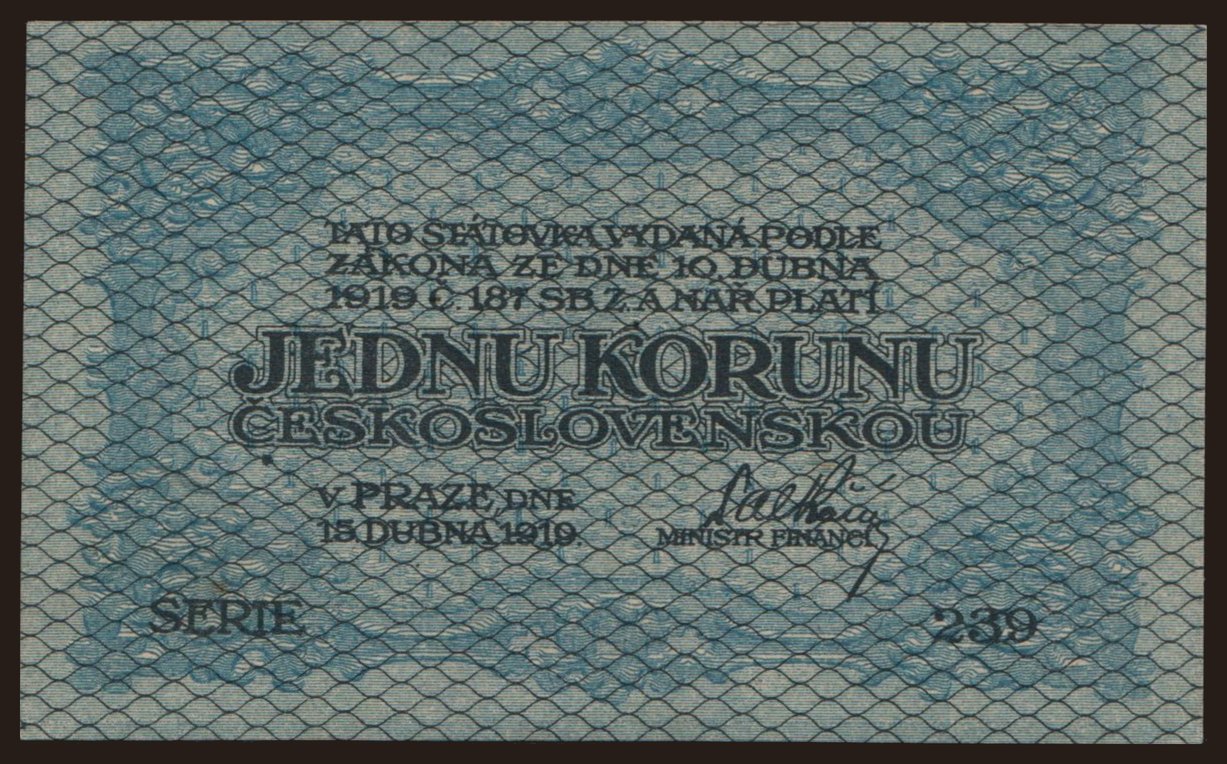 TATO STÁTOVKA VYDANÁ PODLE
ZÁKONA ZE DNE 10. DUBNA
1919 Č. 187 SB. Z. A NAŘ. PLATÍ
JEDNU KORUNU
ČESKOSLOVENSKOU
V PRAZE, DNE
15. DUBNA 1919.
MINISTR FINANCÍ
SERIE 239